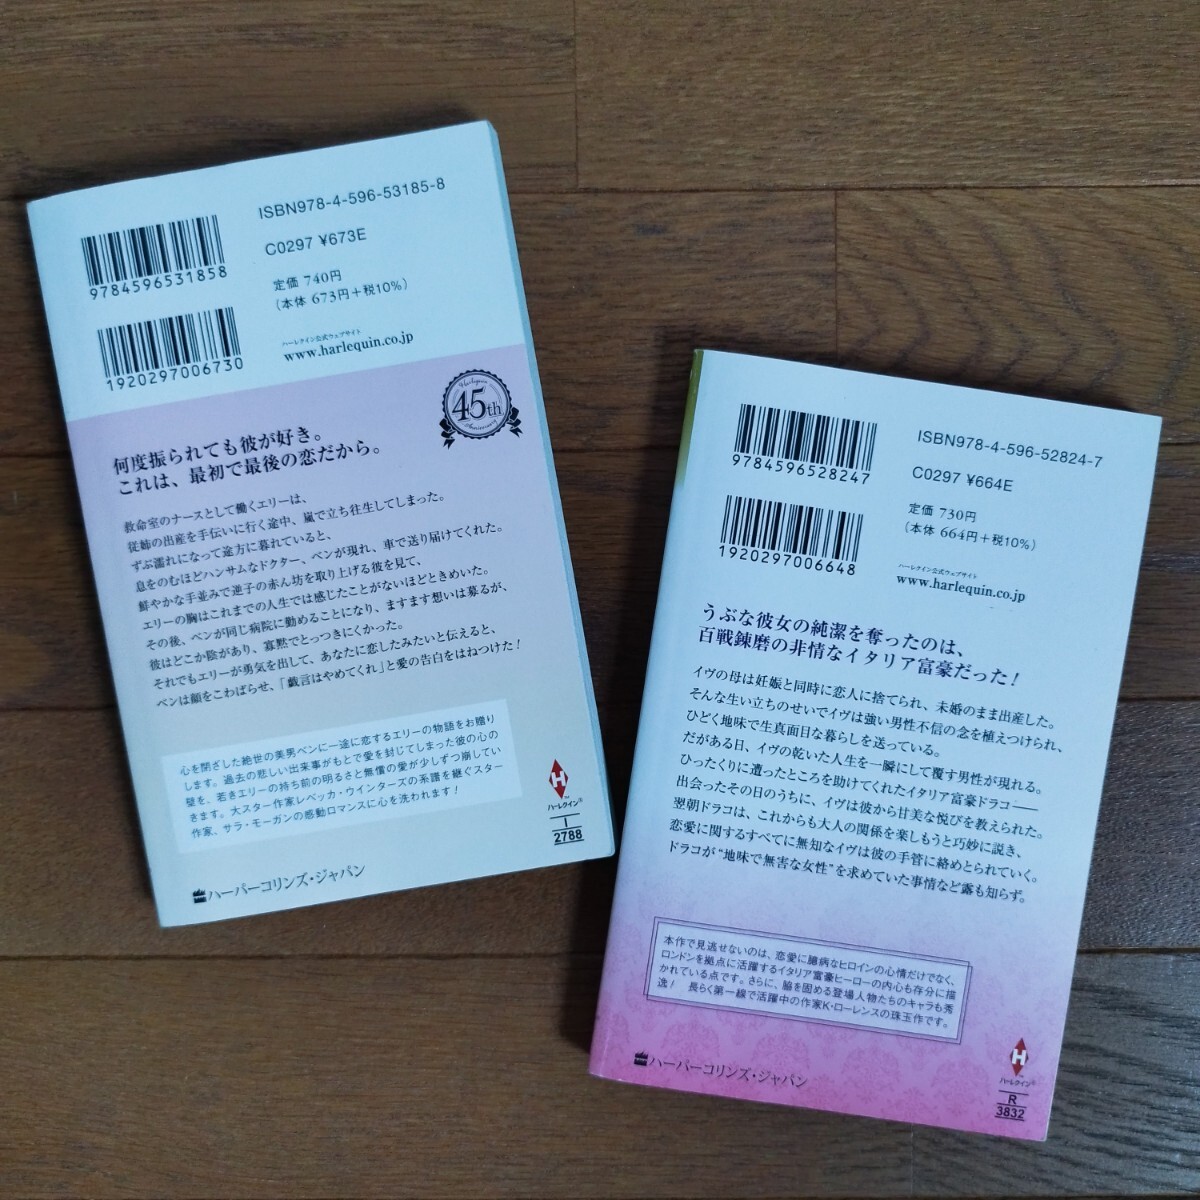 ISBN978-4-596-53185-8
C0297 ¥673E
9784596531858
定価 740円
(本体 673円+税10%)
1920297006730
ハーレクイン公式ウェブサイト
www.harlequin.co.jp
Harlequin
45th
Anniversary
何度振られても彼が好き。
これは、最初で最後の恋だから。
救命室のナースとして働くエリーは、
従姉の出産を手伝いに行く途中、嵐で立ち往生してしまった。
ずぶ濡れになって途方に暮れていると、
息をのむほどハンサムなドクター、ベンが現れ、車で送り届けてくれた。
鮮やかな手並みで逆子の赤ん坊を取り上げる彼を見て、
エリーの胸はこれまでの人生では感じたことがないほどときめいた。
その後、ベンが同じ病院に勤めることになり、ますます想いは募るが、
彼はどこか陰があり、寡黙でとっつきにくかった。
それでもエリーが勇気を出して、あなたに恋したみたいと伝えると、
ベンは顔をこわばらせ、「戯言はやめてくれ」と愛の告白をはねつけた!
心を閉ざした絶世の美男ベンに一途に恋するエリーの物語をお贈り
します。過去の悲しい出来事がもとで愛を封じてしまった彼の心の
壁を、若きエリーの持ち前の明るさと無償の愛が少しずつ崩してい
きます。大スター作家レベッカ・ウインターズの系譜を継ぐスター
作家、サラ・モーガンの感動ロマンスに心を洗われます!
H
TM
ハーレクイン®
I
2788
ハーパーコリンズ・ジャパン
ISBN978-4-596-52824-7
C0297 ¥664E
9784596528247
定価 730円
(本体 664円+税10%)
1920297006648
ハーレクイン公式ウェブサイト
www.harlequin.co.jp
うぶな彼女の純潔を奪ったのは、
百戦錬磨の非情なイタリア富豪だった!
イヴの母は妊娠と同時に恋人に捨てられ、未婚のまま出産した。
そんな生い立ちのせいでイヴは強い男性不信の念を植えつけられ、
ひどく地味で生真面目な暮らしを送っている。
だがある日、イヴの乾いた人生を一瞬にして覆す男性が現れる。
ひったくりに遭ったところを助けてくれたイタリア富豪ドラコ――
出会ったその日のうちに、イヴは彼から甘美な悦びを教えられた。
翌朝ドラコは、これからも大人の関係を楽しもうと巧妙に説き、
恋愛に関するすべてに無知なイヴは彼の手管に絡めとられていく。
ドラコが“地味で無害な女性”を求めていた事情など露も知らず。
本作で見逃せないのは、恋愛に臆病なヒロインの心情だけでなく、
ロンドンを拠点に活躍するイタリア富豪ヒーローの内心も存分に描
かれている点です。さらに、脇を固める登場人物たちのキャラも秀
逸! 長らく第一線で活躍中の作家K・ローレンスの珠玉作です。
H
TM
ハーレクイン®
R
3832
ハーパーコリンズ・ジャパン